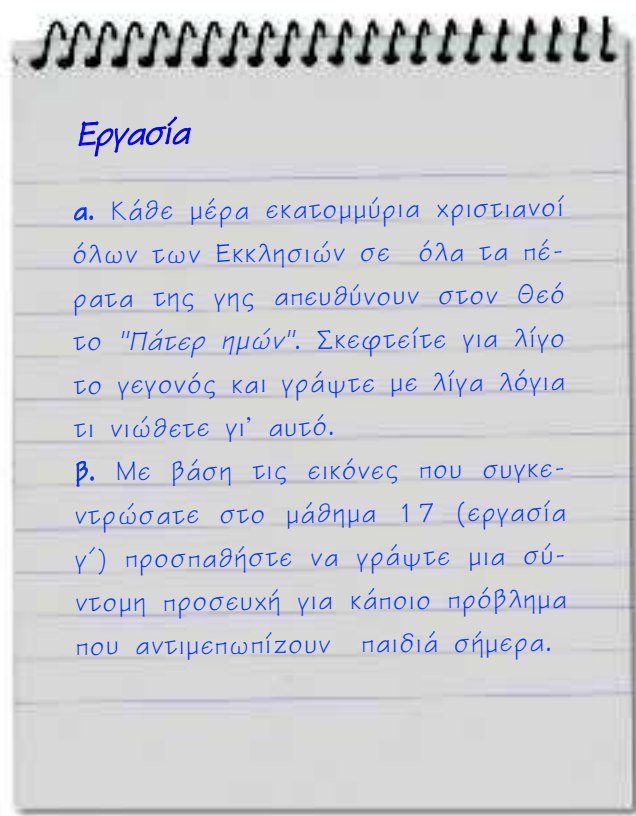 Εργασία
α. Κάθε μέρα εκατομμύρια χριστιανοί
όλων των Εκκλησιών σε όλα τα πέ-
ρατα της γης απευθύνουν στον Θεό
το "Πάτερ ημών". Σκεφτείτε για λίγο
το γεγονός και γράψτε με λίγα λόγια
τι νιώθετε γι' αυτό.
β. Με βάση τις εικόνες που συγκε-
ντρώσατε στο μάθημα 17 (εργασία
γ΄) προσπαθήστε να γράψτε μια σύ-
ντομη προσευχή για κάποιο πρόβλημα
που αντιμεπωπίζουν παιδιά σήμερα.